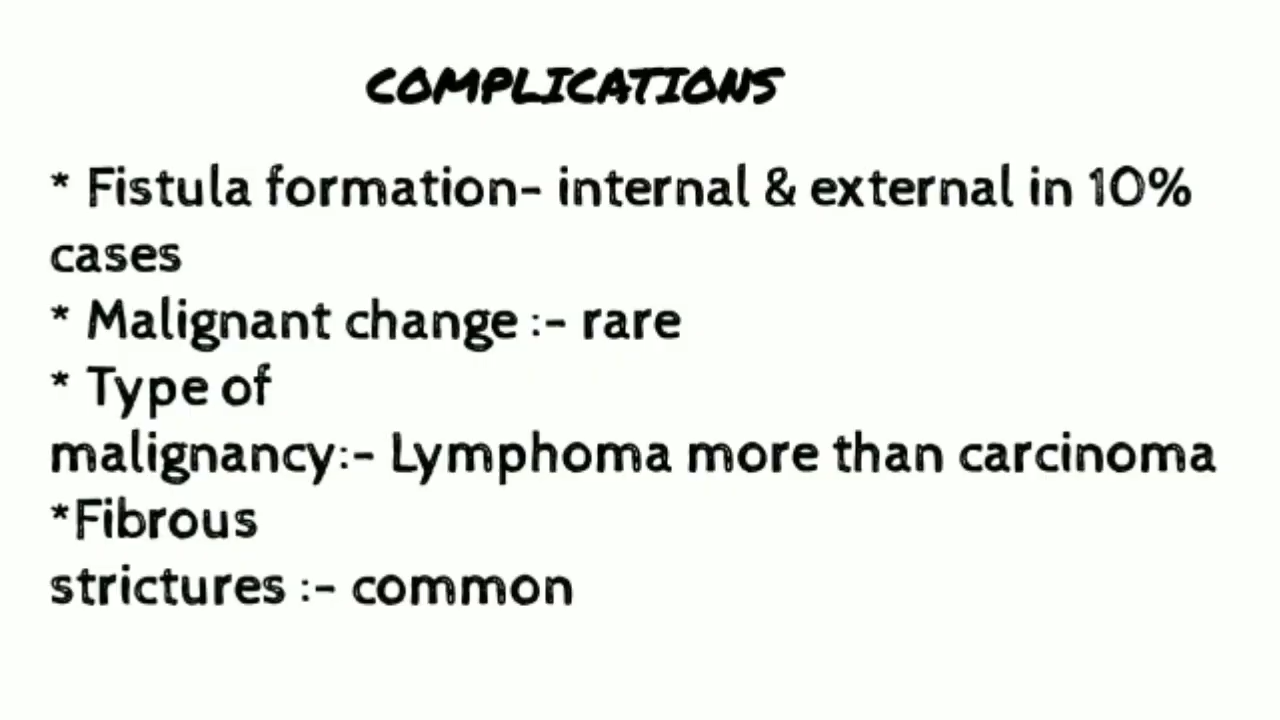 COMPLICATIONS
* Fistula formation- internal & external in 10%
cases
* Malignant change :- rare
* Type of
malignancy:- Lymphoma more than carcinoma
*Fibrous
strictures :- common